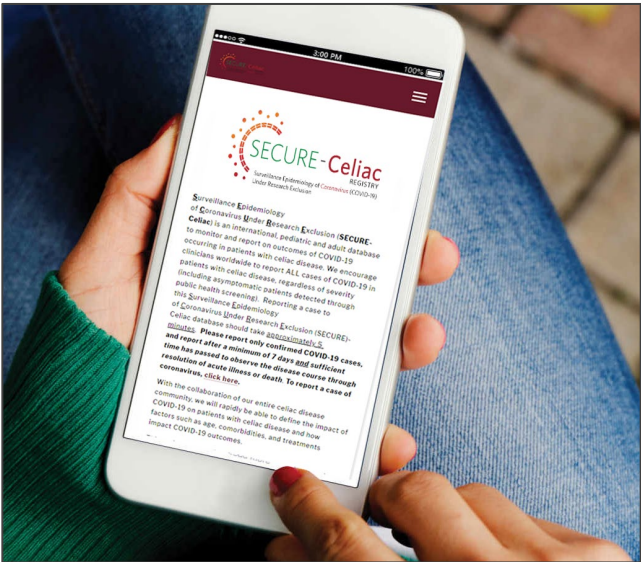 3:00 PM
100%
SECURE-Celiac
SECURE-Celiac
REGISTRY
Surveillance Epidemiology of Coronavirus (COVID-19)
Under Research Exclusion
Surveillance Epidemiology
of Coronavirus Under Research Exclusion (SECURE-
Celiac) is an international, pediatric and adult database
to monitor and report on outcomes of COVID-19
occurring in patients with celiac disease. We encourage
clinicians worldwide to report ALL cases of COVID-19 in
patients with celiac disease, regardless of severity
(including asymptomatic patients detected through
public health screening). Reporting a case to
this Surveillance Epidemiology
of Coronavirus Under Research Exclusion (SECURE)-
Celiac database should take approximately 5
minutes. Please report only confirmed COVID-19 cases,
and report after a minimum of 7 days and sufficient
time has passed to observe the disease course through
resolution of acute illness or death. To report a case of
coronavirus, click here.
With the collaboration of our entire celiac disease
community, we will rapidly be able to define the impact of
COVID-19 on patients with celiac disease and how
factors such as age, comorbidities, and treatments
impact COVID-19 outcomes.